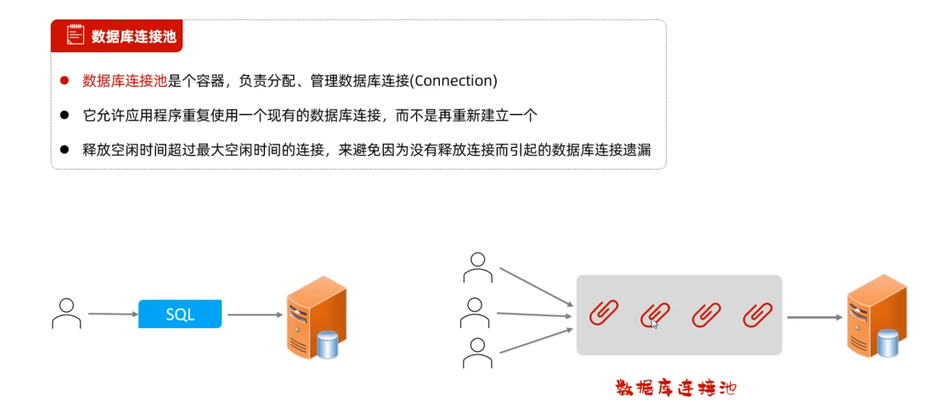 数据库连接池
数据库连接池是个容器，负责分配、管理数据库连接(Connection)
它允许应用程序重复使用一个现有的数据库连接，而不是再重新建立一个
释放空闲时间超过最大空闲时间的连接，来避免因为没有释放连接而引起的数据库连接遗漏
SQL
数据库连接池